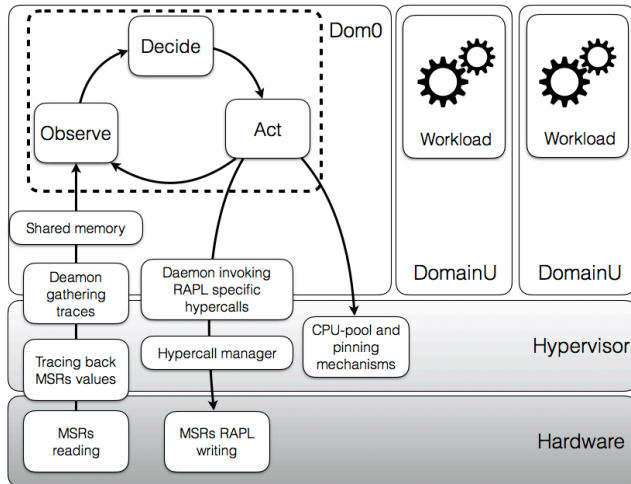 Decide
Dom0
Observe
Act
Workload
Workload
Shared memory
Deamon
gathering
traces
Daemon invoking
RAPL specific
hypercalls
DomainU
DomainU
CPU-pool and
pinning
mechanisms
Hypervisor
Tracing back
MSRs values
Hypercall manager
MSRs
reading
MSRs RAPL
writing
Hardware